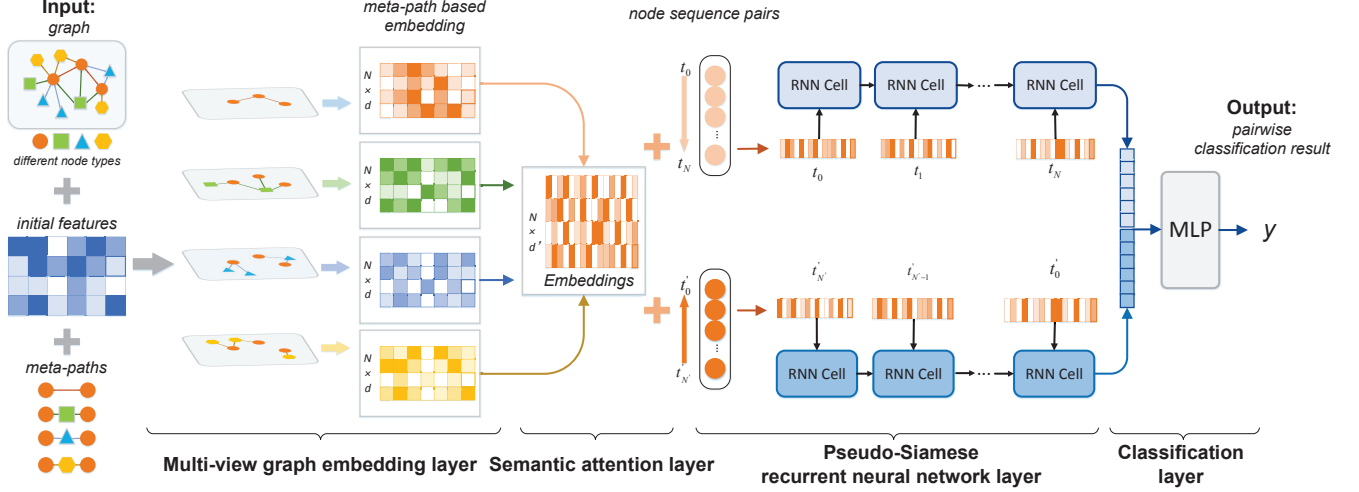 Input:
graph
different node types
initial features
meta-paths
meta-path based
embedding
N
×
d
N
×
d
N
×
d
N
×
d
N
×
d'
Embeddings
node sequence pairs
t0
⋮
tN
t'0
⋮
t'N'
RNN Cell
RNN Cell
...
RNN Cell
t0
t1
tN
t'N'
t'N'-1
t'0
RNN Cell
RNN Cell
...
RNN Cell
MLP
y
Output:
pairwise
classification result
Multi-view graph embedding layer
Semantic attention layer
Pseudo-Siamese
recurrent neural network layer
Classification
layer